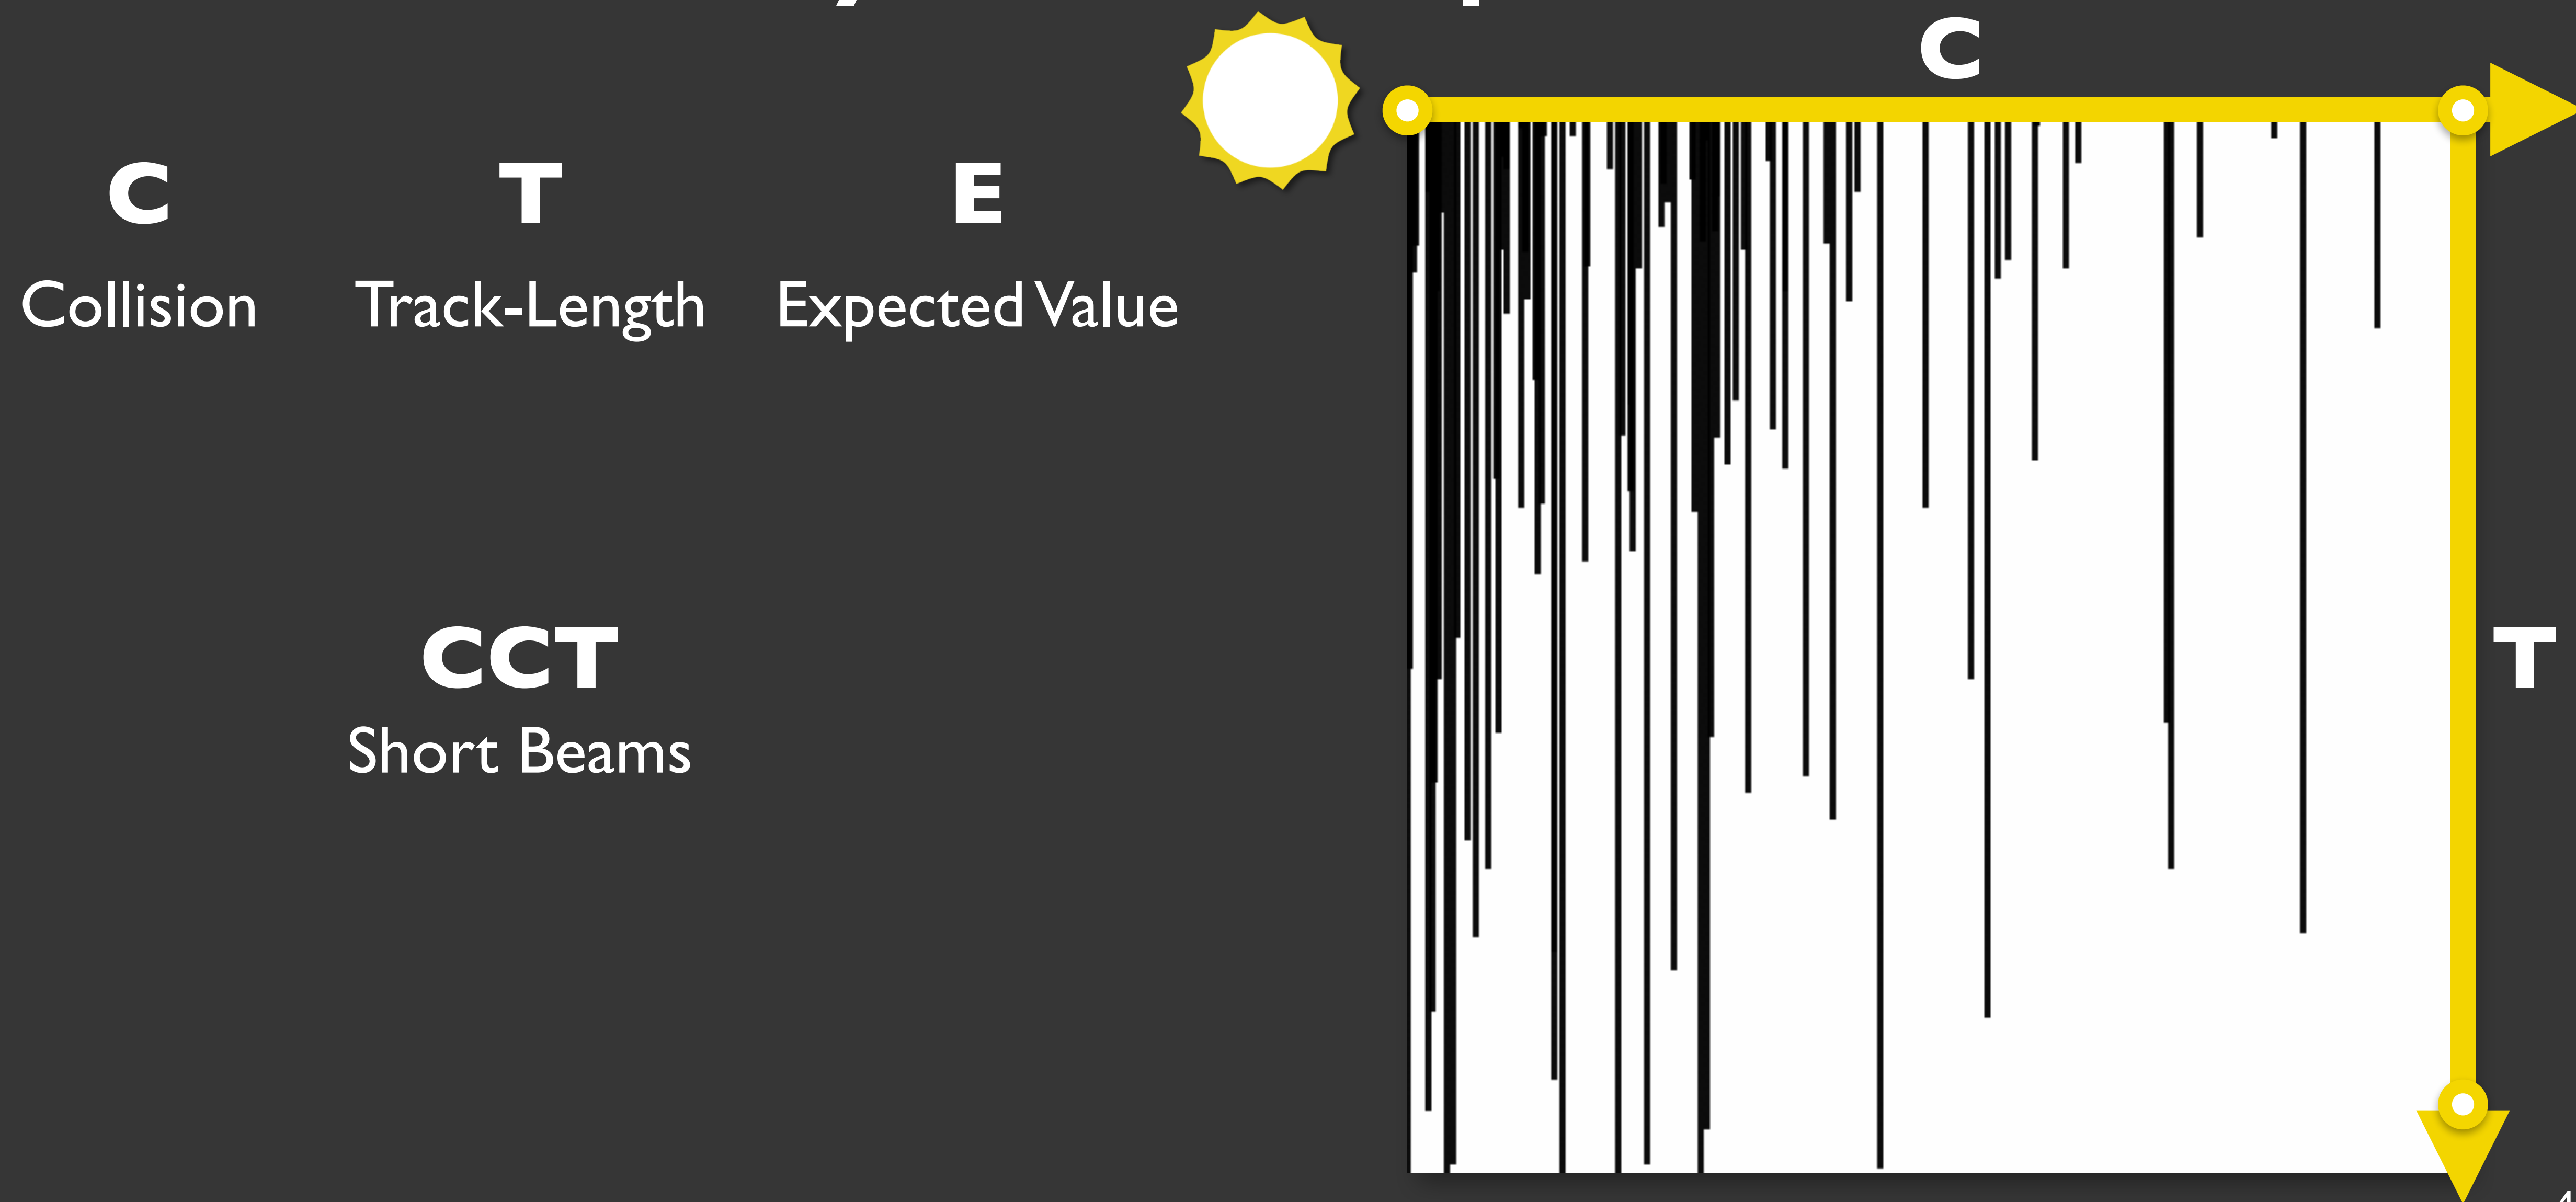 C
C T E
Collision Track-Length Expected Value
CCT
T
Short Beams